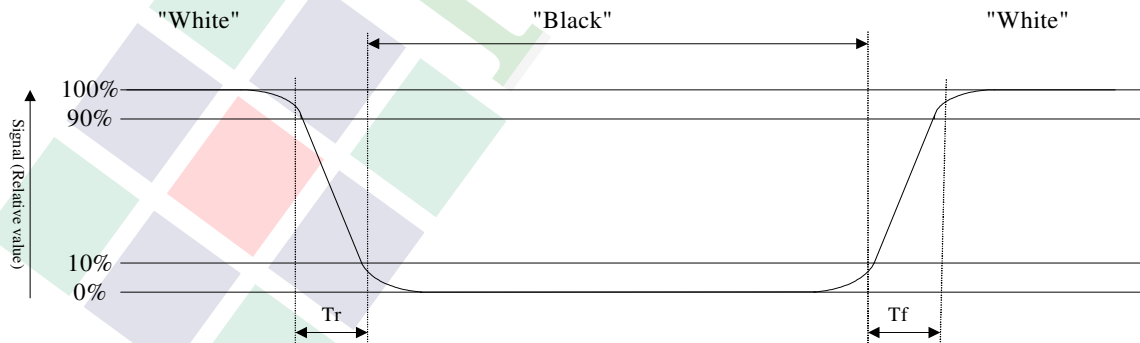 "White" "Black" "White"
100%
90%
Signal (Relative value)
10%
0%
Tr Tf